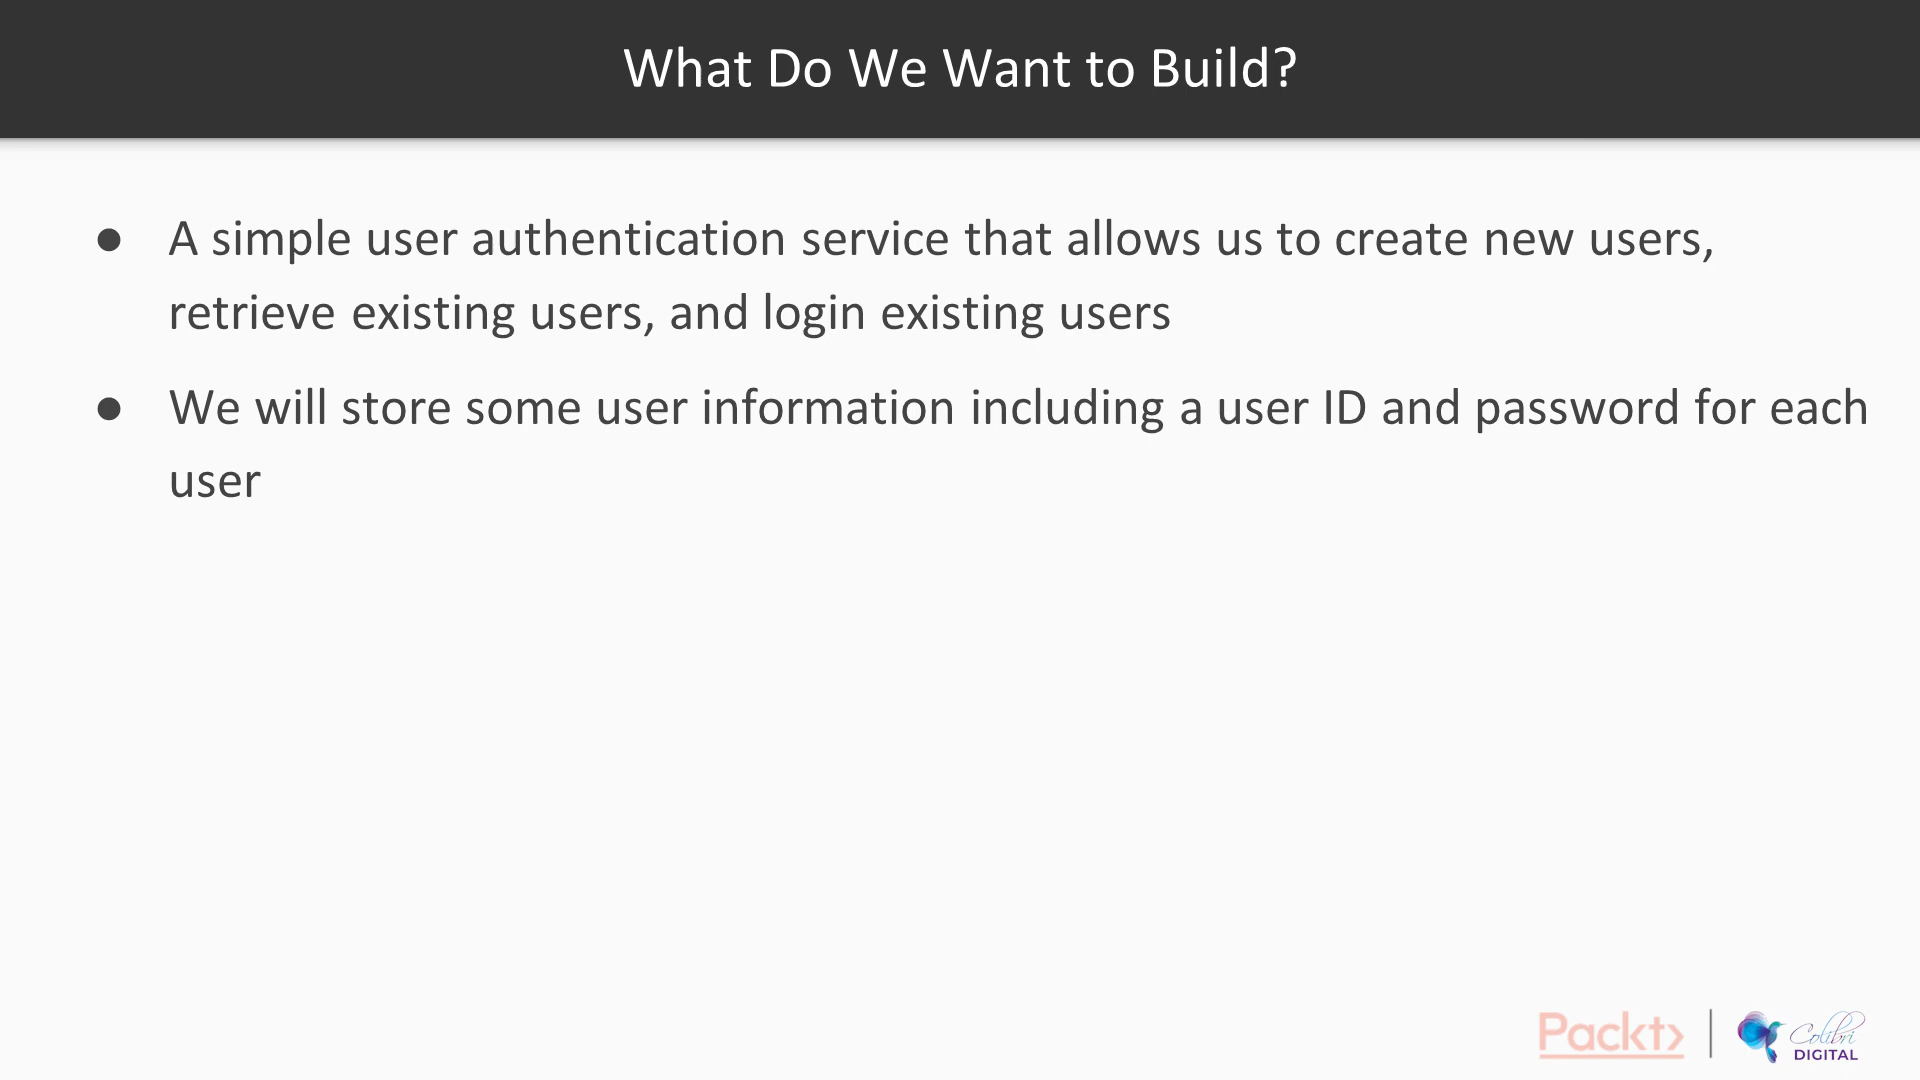 What Do We Want to Build?
● A simple user authentication service that allows us to create new users,
retrieve existing users, and login existing users
● We will store some user information including a user ID and password for each
user
Packt>
Colibri
DIGITAL